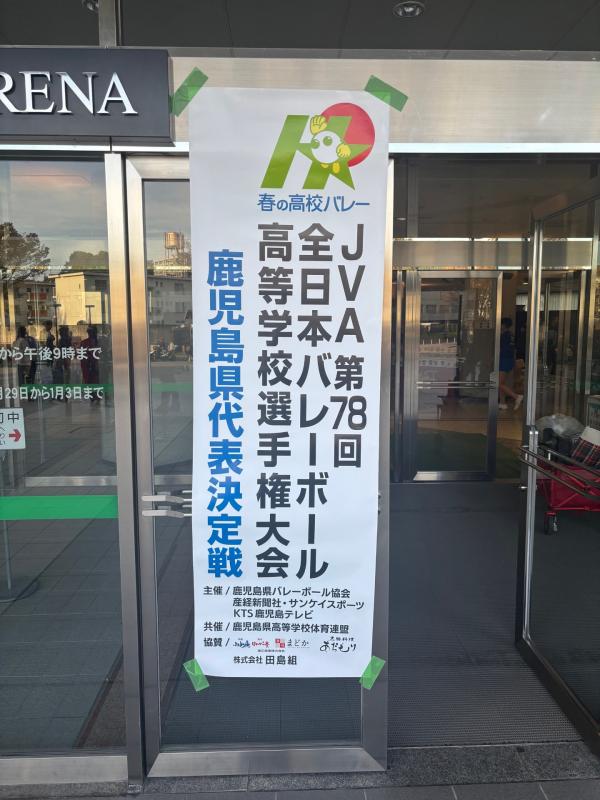 RENA
春の高校バレー
JVA 第78回
全日本バレーボール
高等学校選手権大会
鹿児島県代表決定戦
主催/鹿児島県バレーボール協会
産経新聞社・サンケイスポーツ
KTS鹿児島テレビ
共催/鹿児島県高等学校体育連盟
協賛/
まどか
株式会社 田島組
から午後9時まで
月29日から1月3日まで